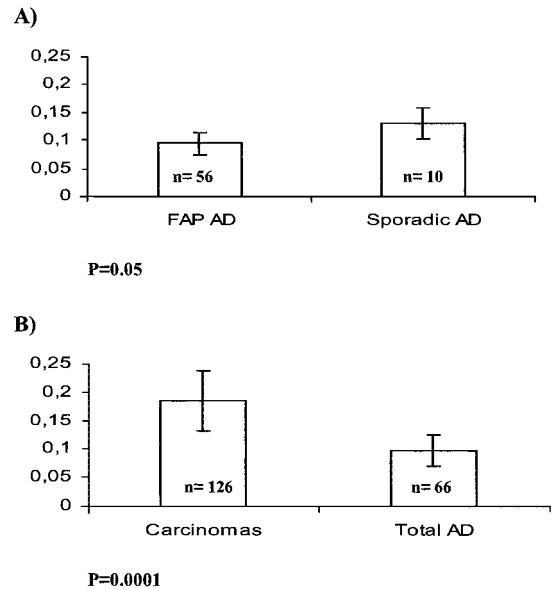 A)
0,25
0,2
0,15
0,1
0,05
0
n= 56
n= 10
FAP AD
Sporadic AD
P=0.05
B)
0,25
0,2
0,15
0,1
0,05
0
n= 126
n= 66
Carcinomas
Total AD
P=0.0001